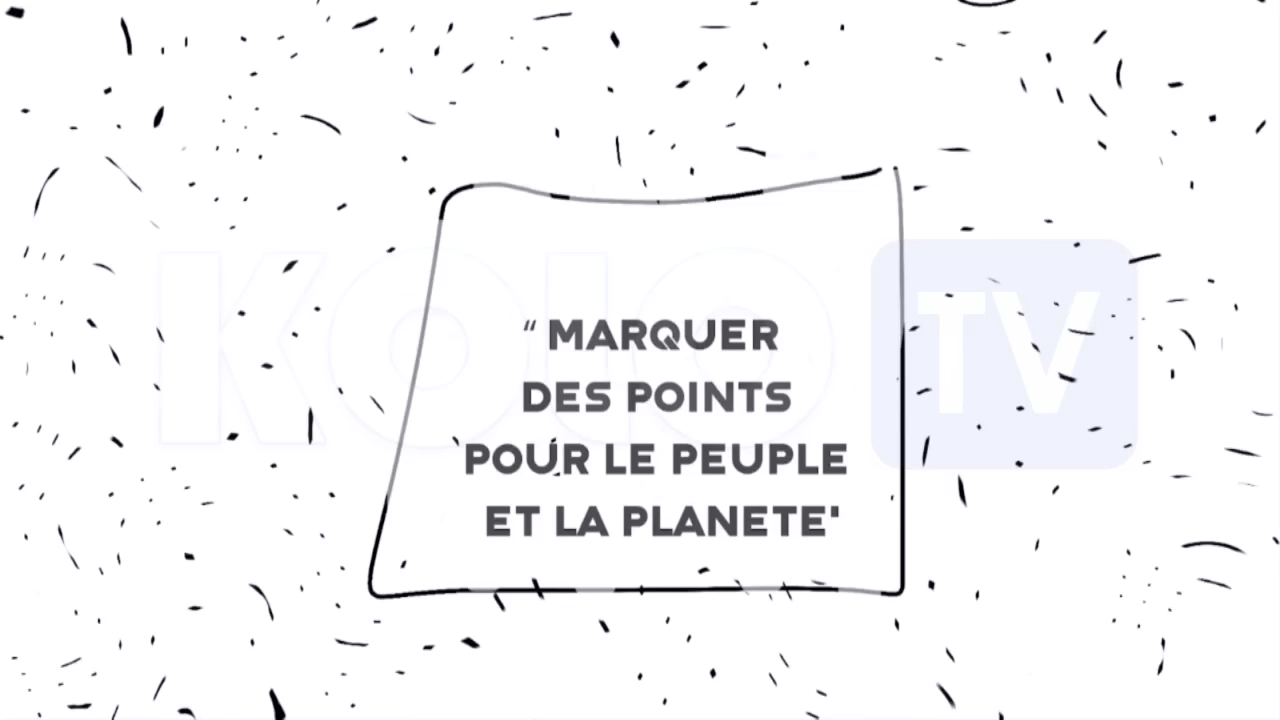 “ MARQUER
DES POINTS
POUR LE PEUPLE
ET LA PLANETE'
KOLO TV